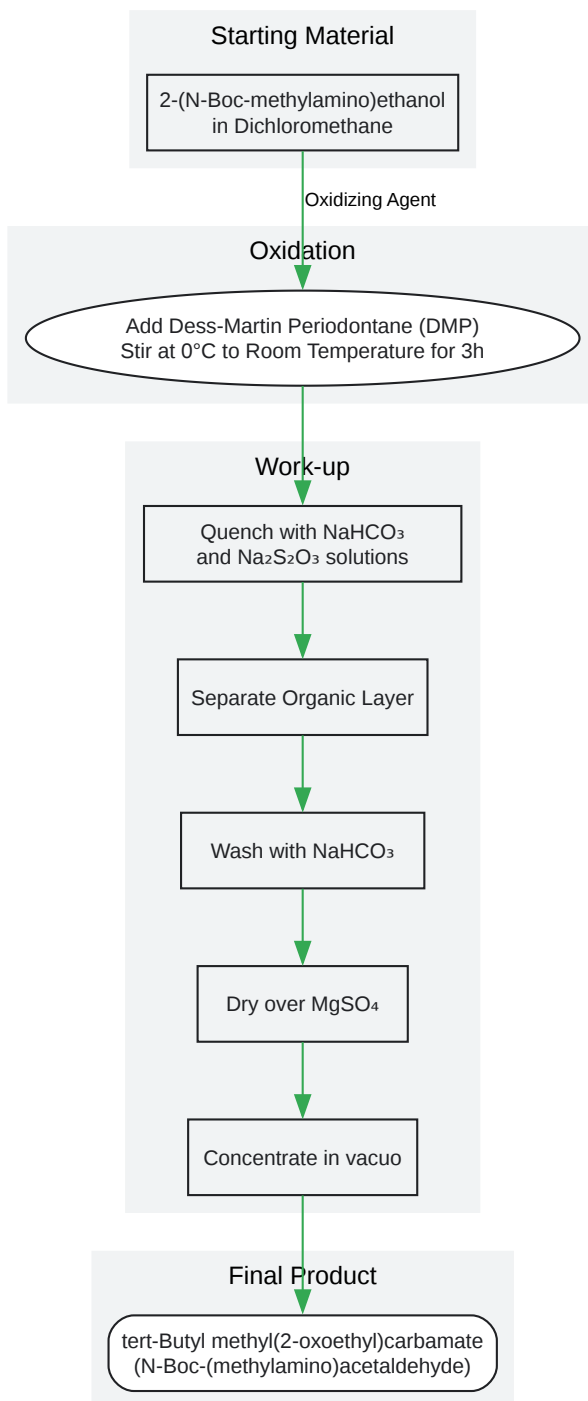 Starting Material
2-(N-Boc-methylamino)ethanol
in Dichloromethane
Oxidizing Agent
Oxidation
Add Dess-Martin Periodontane (DMP)
Stir at 0°C to Room Temperature for 3h
Work-up
Quench with NaHCO₃
and Na₂S₂O₃ solutions
Separate Organic Layer
Wash with NaHCO₃
Dry over MgSO₄
Concentrate in vacuo
Final Product
tert-Butyl methyl(2-oxoethyl)carbamate
(N-Boc-(methylamino)acetaldehyde)